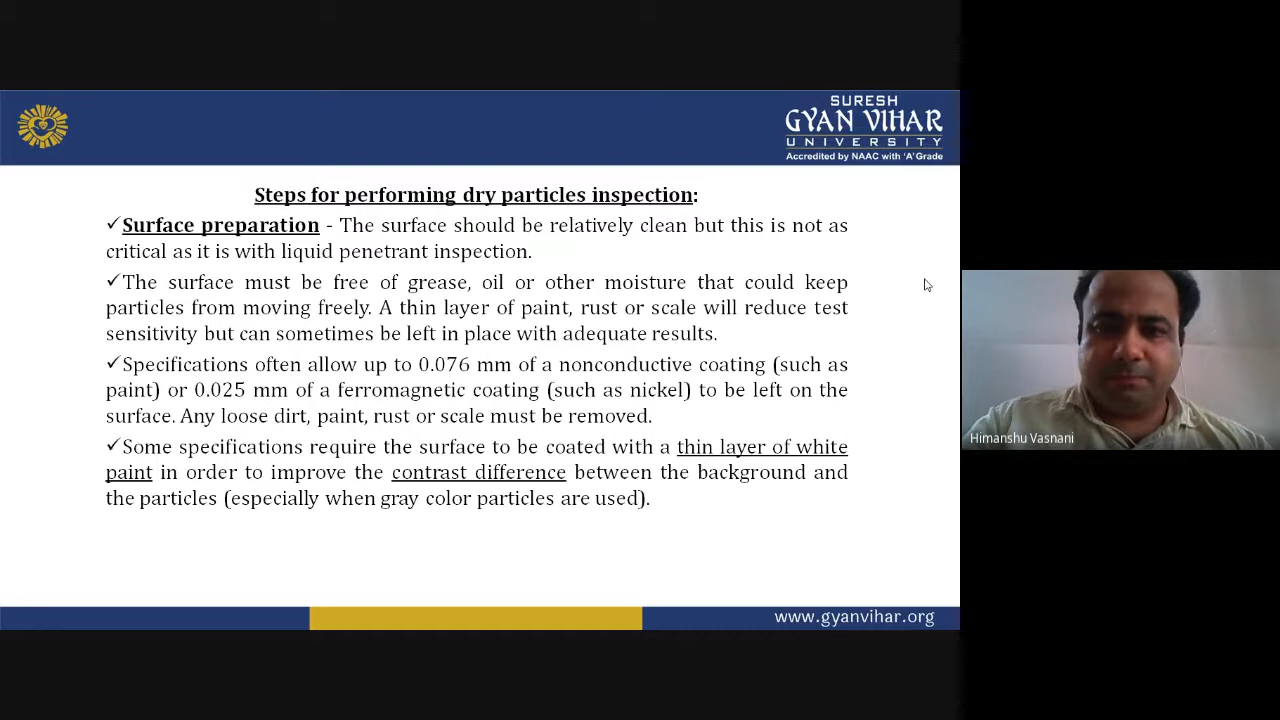 SURESH
GYAN VIHAR
UNIVERSITY
Accredited by NAAC with 'A' Grade
Steps for performing dry particles inspection:
✓Surface preparation - The surface should be relatively clean but this is not as
critical as it is with liquid penetrant inspection.
✓The surface must be free of grease, oil or other moisture that could keep
particles from moving freely. A thin layer of paint, rust or scale will reduce test
sensitivity but can sometimes be left in place with adequate results.
✓Specifications often allow up to 0.076 mm of a nonconductive coating (such as
paint) or 0.025 mm of a ferromagnetic coating (such as nickel) to be left on the
surface. Any loose dirt, paint, rust or scale must be removed.
✓Some specifications require the surface to be coated with a thin layer of white
paint in order to improve the contrast difference between the background and
the particles (especially when gray color particles are used).
Himanshu Vasnani
www.gyanvihar.org